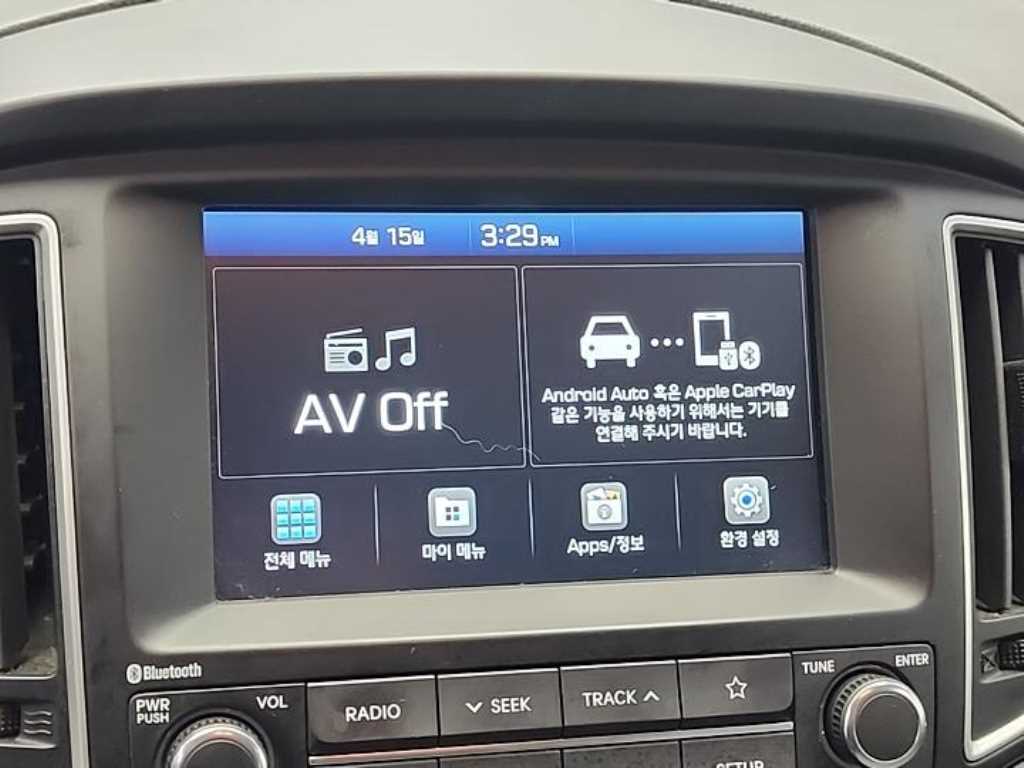 4월 15일 3:29 PM
AV Off
Android Auto 혹은 Apple CarPlay
같은 기능을 사용하기 위해서는 기기를
연결해 주시기 바랍니다.
전체 메뉴
마이 메뉴
Apps/정보
환경 설정
Bluetooth
PWR
PUSH
VOL
RADIO
SEEK
TRACK
TUNE
ENTER
SETUP